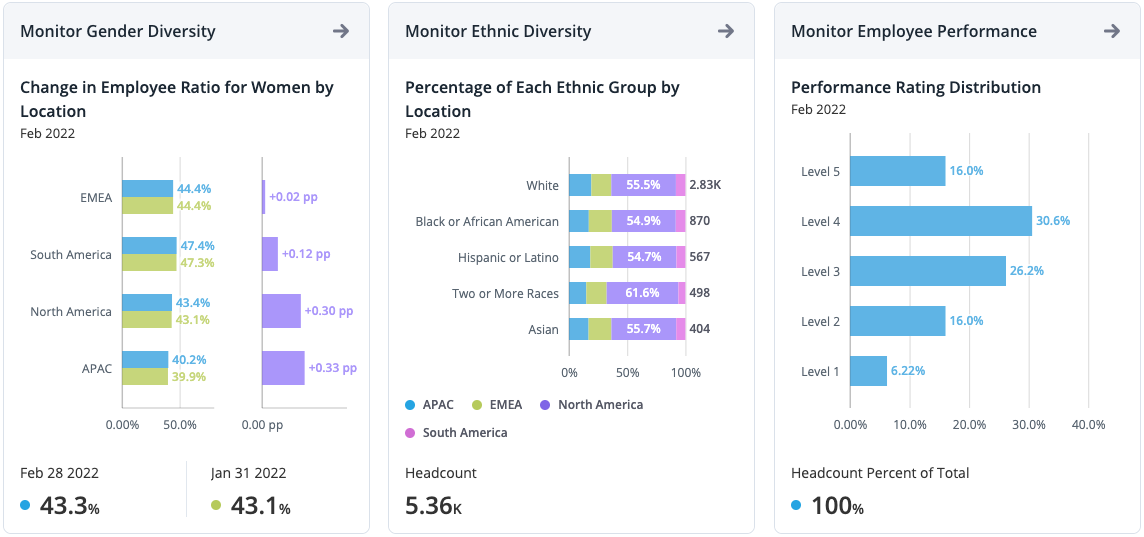 Monitor Gender Diversity
Change in Employee Ratio for Women by
Location
Feb 2022
EMEA
44.4%
44.4%
+0.02 pp
South America
47.4%
47.3%
+0.12 pp
North America
43.4%
43.1%
+0.30 pp
APAC
40.2%
39.9%
+0.33 pp
0.00% 50.0% 0.00 pp
Feb 28 2022
43.3%
Jan 31 2022
43.1%
Monitor Ethnic Diversity
Percentage of Each Ethnic Group by
Location
Feb 2022
White 55.5% 2.83K
Black or African American 54.9% 870
Hispanic or Latino 54.7% 567
Two or More Races 61.6% 498
Asian 55.7% 404
0% 50% 100%
APAC EMEA North America
South America
Headcount
5.36K
Monitor Employee Performance
Performance Rating Distribution
Feb 2022
Level 5 16.0%
Level 4 30.6%
Level 3 26.2%
Level 2 16.0%
Level 1 6.22%
0.00% 10.0% 20.0% 30.0% 40.0%
Headcount Percent of Total
100%